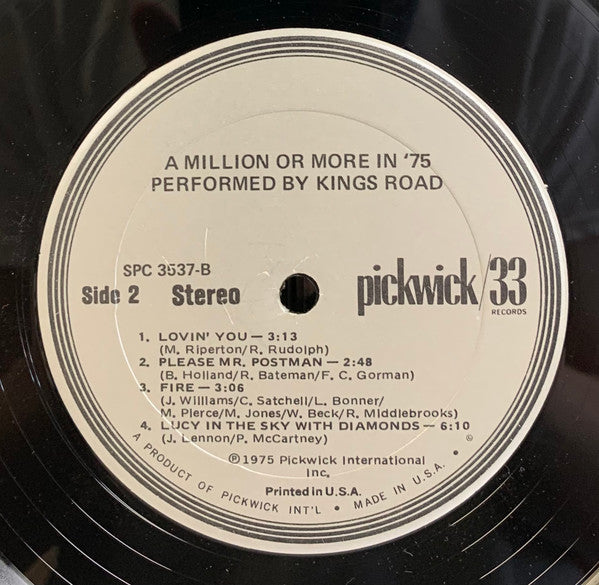 A MILLION OR MORE IN '75
PERFORMED BY KINGS ROAD
SPC 3537-B
Side 2 Stereo
pickwick/33
RECORDS
1. LOVIN' YOU — 3:13
(M. Riperton/R. Rudolph)
2. PLEASE MR. POSTMAN — 2:48
(B. Holland/R. Bateman/F. C. Gorman)
3. FIRE — 3:06
(J. Williams/C. Satchell/L. Bonner/
M. Pierce/M. Jones/W. Beck/R. Middlebrooks)
4. LUCY IN THE SKY WITH DIAMONDS — 6:10
(J. Lennon/P. McCartney)
℗1975 Pickwick International
Inc.
Printed in U.S.A.
A PRODUCT OF PICKWICK INT'L • MADE IN U.S.A. •